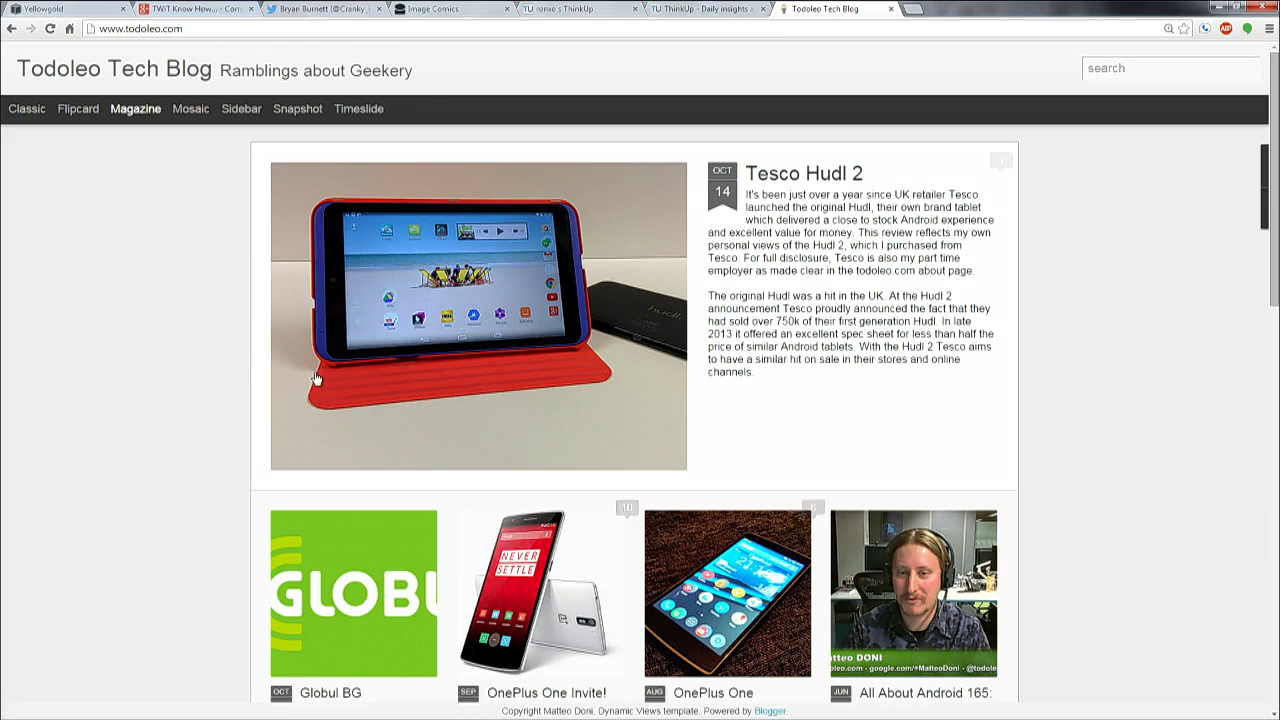 Yellowgold
TWiT Know How... - Com
Bryan Burnett (@Cranky_
Image Comics
ronxo's ThinkUp
ThinkUp - Daily insights a
Todoleo Tech Blog
www.todoleo.com
Todoleo Tech Blog Ramblings about Geekery
search
Classic Flipcard Magazine Mosaic Sidebar Snapshot Timeslide
OCT
14
Tesco Hudl 2
It's been just over a year since UK retailer Tesco
launched the original Hudl, their own brand tablet
which delivered a close to stock Android experience
and excellent value for money. This review reflects my own
personal views of the Hudl 2, which I purchased from
Tesco. For full disclosure, Tesco is also my part time
employer as made clear in the todoleo.com about page.
The original Hudl was a hit in the UK. At the Hudl 2
announcement Tesco proudly announced the fact that they
had sold over 750k of their first generation Hudl. In late
2013 it offered an excellent spec sheet for less than half the
price of similar Android tablets. With the Hudl 2 Tesco aims
to have a similar hit on sale in their stores and online
channels.
hudl
10
GLOBU
NEVER
SETTLE
atteo DONI
oleo.com - google.com/+MatteoDoni - @todole
OCT Globul BG
SEP OnePlus One Invite!
AUG OnePlus One
JUN All About Android 165:
Copyright Matteo Doni. Dynamic Views template. Powered by Blogger.